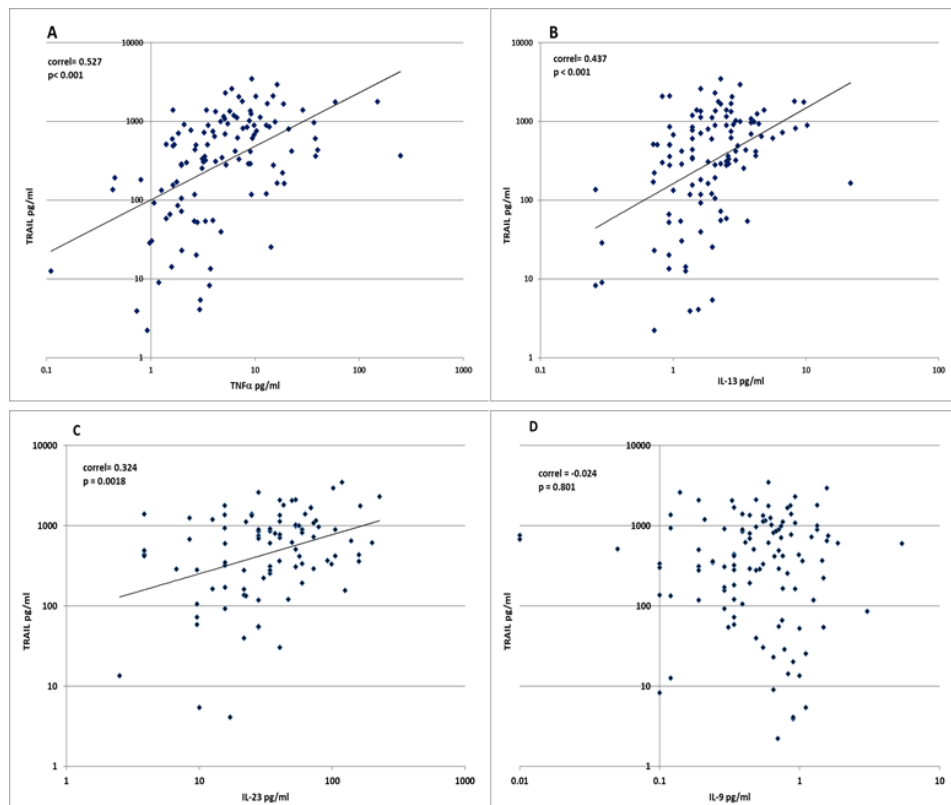 A
correl= 0.527
p< 0.001
10000
1000
100
10
1
0.1
1
10
100
1000
TRAIL pg/ml
TNFα pg/ml
B
correl= 0.437
p < 0.001
10000
1000
100
10
1
0.1
1
10
100
TRAIL pg/ml
IL-13 pg/ml
C
correl= 0.324
p = 0.0018
10000
1000
100
10
1
1
10
100
1000
TRAIL pg/ml
IL-23 pg/ml
D
correl = -0.024
p = 0.801
10000
1000
100
10
1
0.01
0.1
1
10
TRAIL pg/ml
IL-9 pg/ml